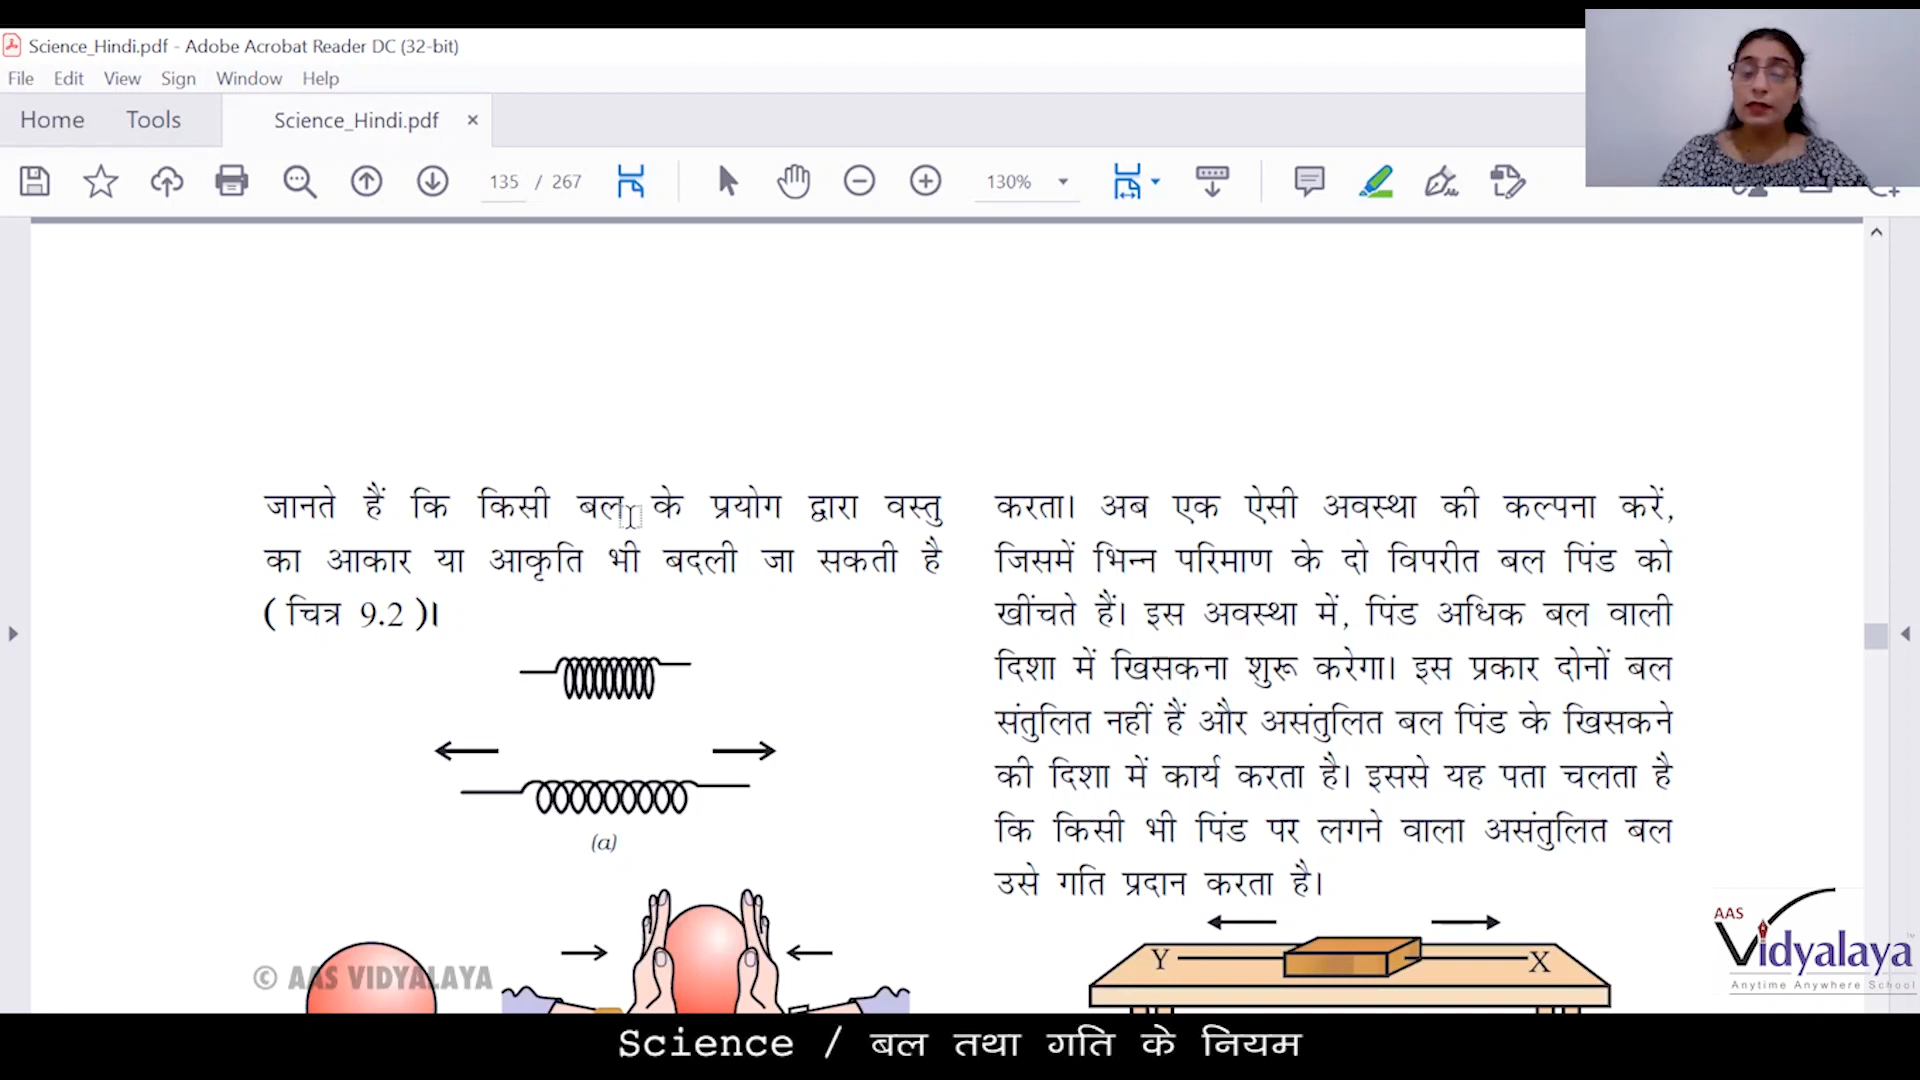 Science_Hindi.pdf - Adobe Acrobat Reader DC (32-bit)
File Edit View Sign Window Help
Home Tools Science_Hindi.pdf ×
135 / 267 130%
जानते हैं कि किसी बल के प्रयोग द्वारा वस्तु
का आकार या आकृति भी बदली जा सकती है
(चित्र 9.2)।
(a)
करता। अब एक ऐसी अवस्था की कल्पना करें,
जिसमें भिन्न परिमाण के दो विपरीत बल पिंड को
खींचते हैं। इस अवस्था में, पिंड अधिक बल वाली
दिशा में खिसकना शुरू करेगा। इस प्रकार दोनों बल
संतुलित नहीं हैं और असंतुलित बल पिंड के खिसकने
की दिशा में कार्य करता है। इससे यह पता चलता है
कि किसी भी पिंड पर लगने वाला असंतुलित बल
उसे गति प्रदान करता है।
Y X
© AAS VIDYALAYA
AAS
Vidyalaya
Anytime Anywhere School
Science / बल तथा गति के नियम